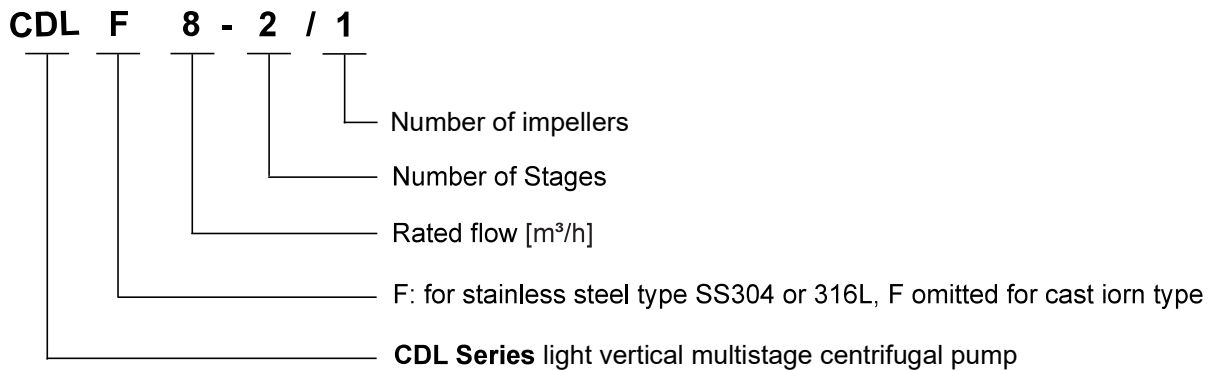 CDL F 8 - 2 / 1
Number of impellers
Number of Stages
Rated flow [m³/h]
F: for stainless steel type SS304 or 316L, F omitted for cast iorn type
CDL Series light vertical multistage centrifugal pump